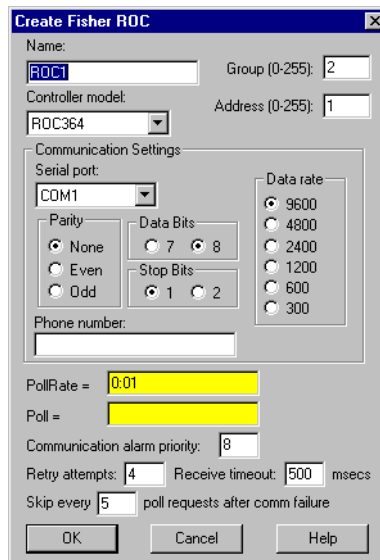 Create Fisher ROC
Name:
ROC1
Group (0-255): 2
Controller model:
Address (0-255): 1
ROC364
Communication Settings
Serial port:
COM1
Data rate
9600
4800
2400
1200
600
300
Parity
None
Even
Odd
Data Bits
7 8
Stop Bits
1 2
Phone number:
PollRate = 0:01
Poll =
Communication alarm priority: 8
Retry attempts: 4 Receive timeout: 500 msecs
Skip every 5 poll requests after comm failure
OK Cancel Help